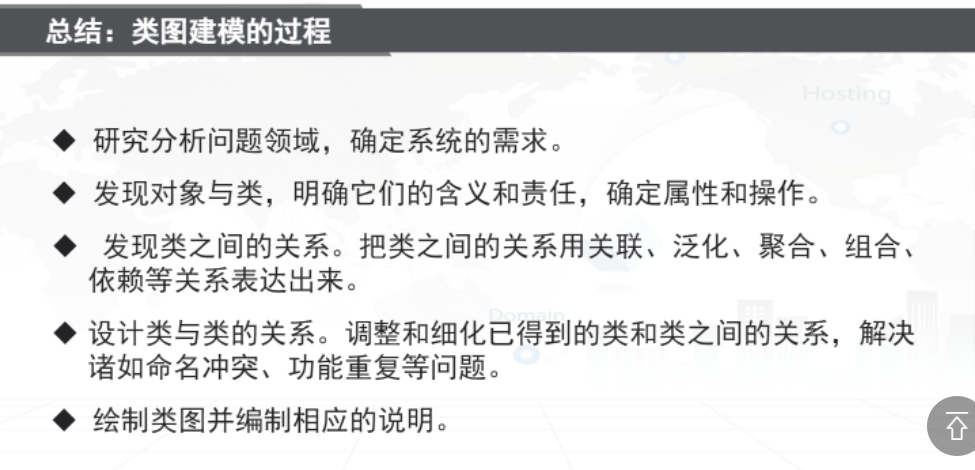 总结：类图建模的过程
Hosting
◆ 研究分析问题领域，确定系统的需求。
◆ 发现对象与类，明确它们的含义和责任，确定属性和操作。
◆ 发现类之间的关系。把类之间的关系用关联、泛化、聚合、组合、
依赖等关系表达出来。
Domain
◆ 设计类与类的关系。调整和细化已得到的类和类之间的关系，解决
诸如命名冲突、功能重复等问题。
◆ 绘制类图并编制相应的说明。